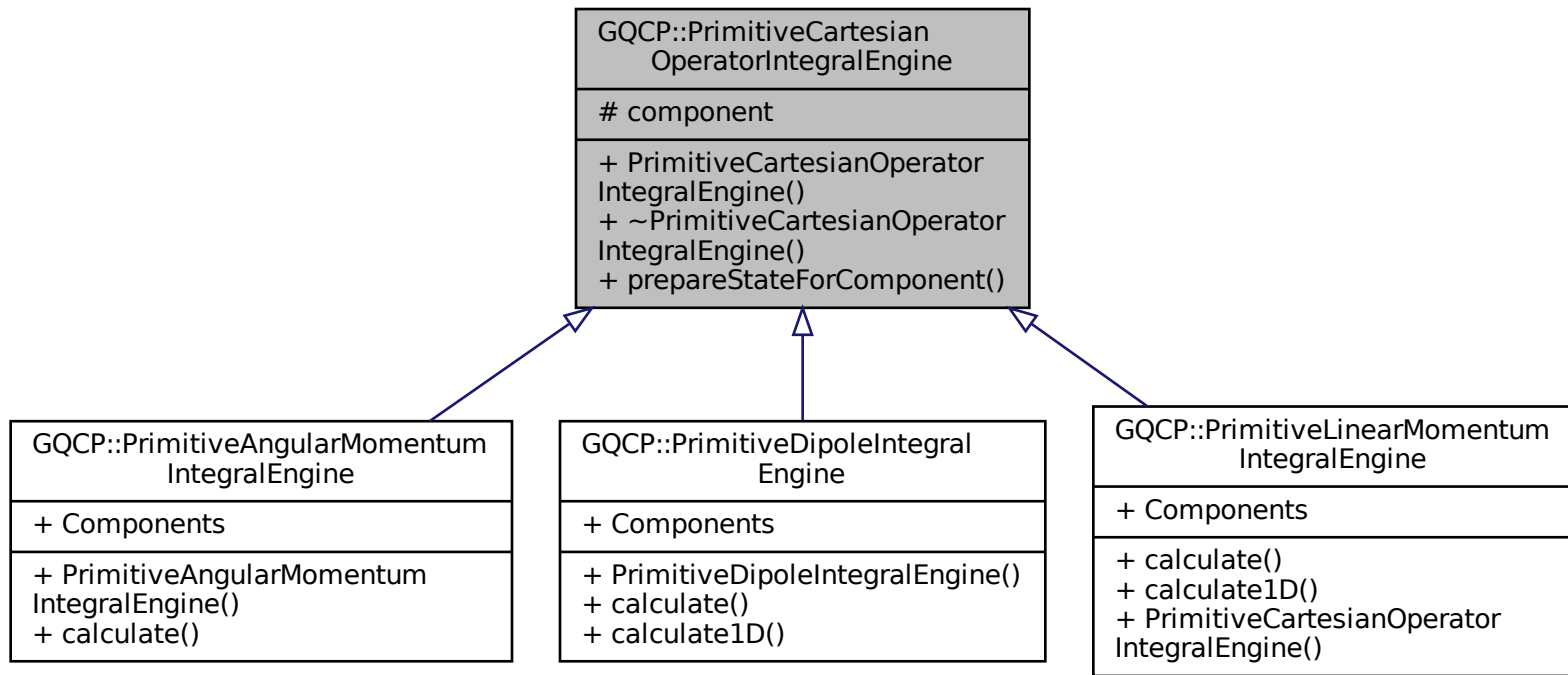 GQCP::PrimitiveCartesian
OperatorIntegralEngine
# component
+ PrimitiveCartesianOperator
IntegralEngine()
+ ~PrimitiveCartesianOperator
IntegralEngine()
+ prepareStateForComponent()
GQCP::PrimitiveAngularMomentum
IntegralEngine
+ Components
+ PrimitiveAngularMomentum
IntegralEngine()
+ calculate()
GQCP::PrimitiveDipoleIntegral
Engine
+ Components
+ PrimitiveDipoleIntegralEngine()
+ calculate()
+ calculate1D()
GQCP::PrimitiveLinearMomentum
IntegralEngine
+ Components
+ calculate()
+ calculate1D()
+ PrimitiveCartesianOperator
IntegralEngine()